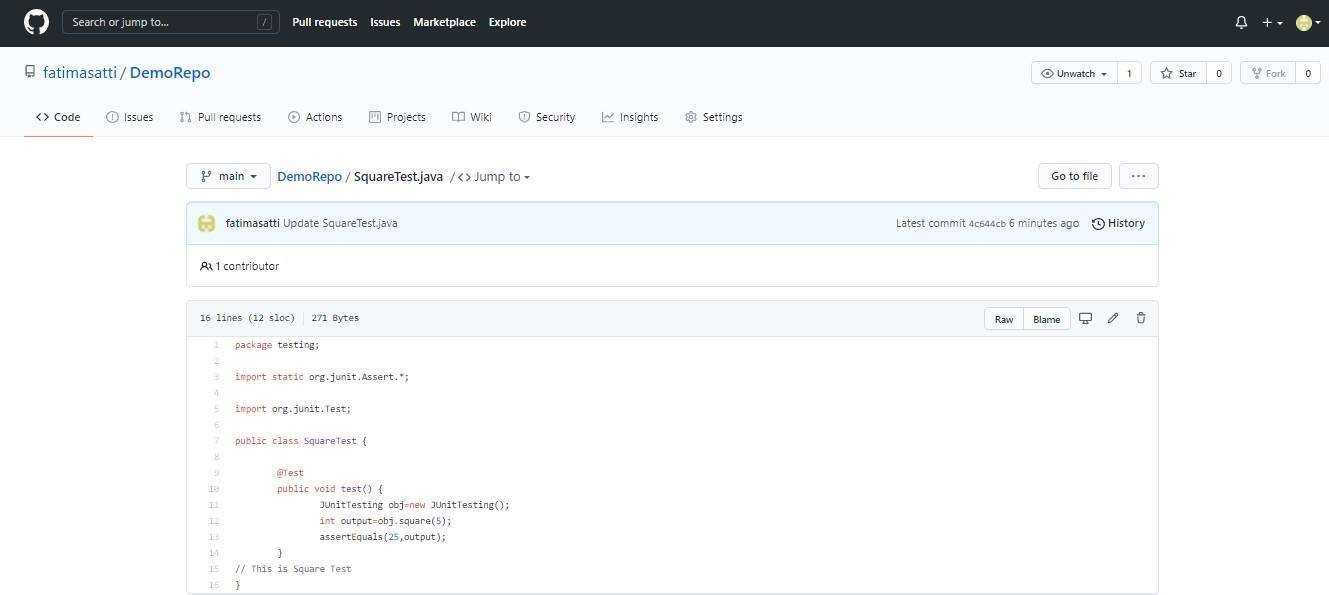 Search or jump to... /
Pull requests Issues Marketplace Explore
fatimasatti / DemoRepo
Unwatch 1 Star 0 Fork 0
Code Issues Pull requests Actions Projects Wiki Security Insights Settings
main DemoRepo / SquareTest.java / <> Jump to
Go to file ...
fatimasatti Update SquareTest.java
Latest commit 4c644cb 6 minutes ago History
1 contributor
16 lines (12 sloc) 271 Bytes
Raw Blame
1 package testing;
2
3 import static org.junit.Assert.*;
4
5 import org.junit.Test;
6
7 public class SquareTest {
8
9 @Test
10 public void test() {
11 JUnitTesting obj=new JUnitTesting();
12 int output=obj.square(5);
13 assertEquals(25,output);
14 }
15 // This is Square Test
16 }